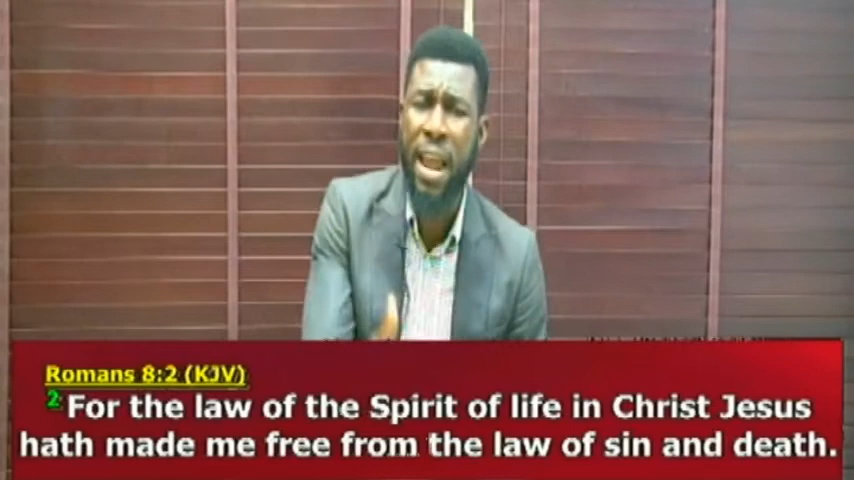 Romans 8:2 (KJV)
2 For the law of the Spirit of life in Christ Jesus
hath made me free from the law of sin and death.